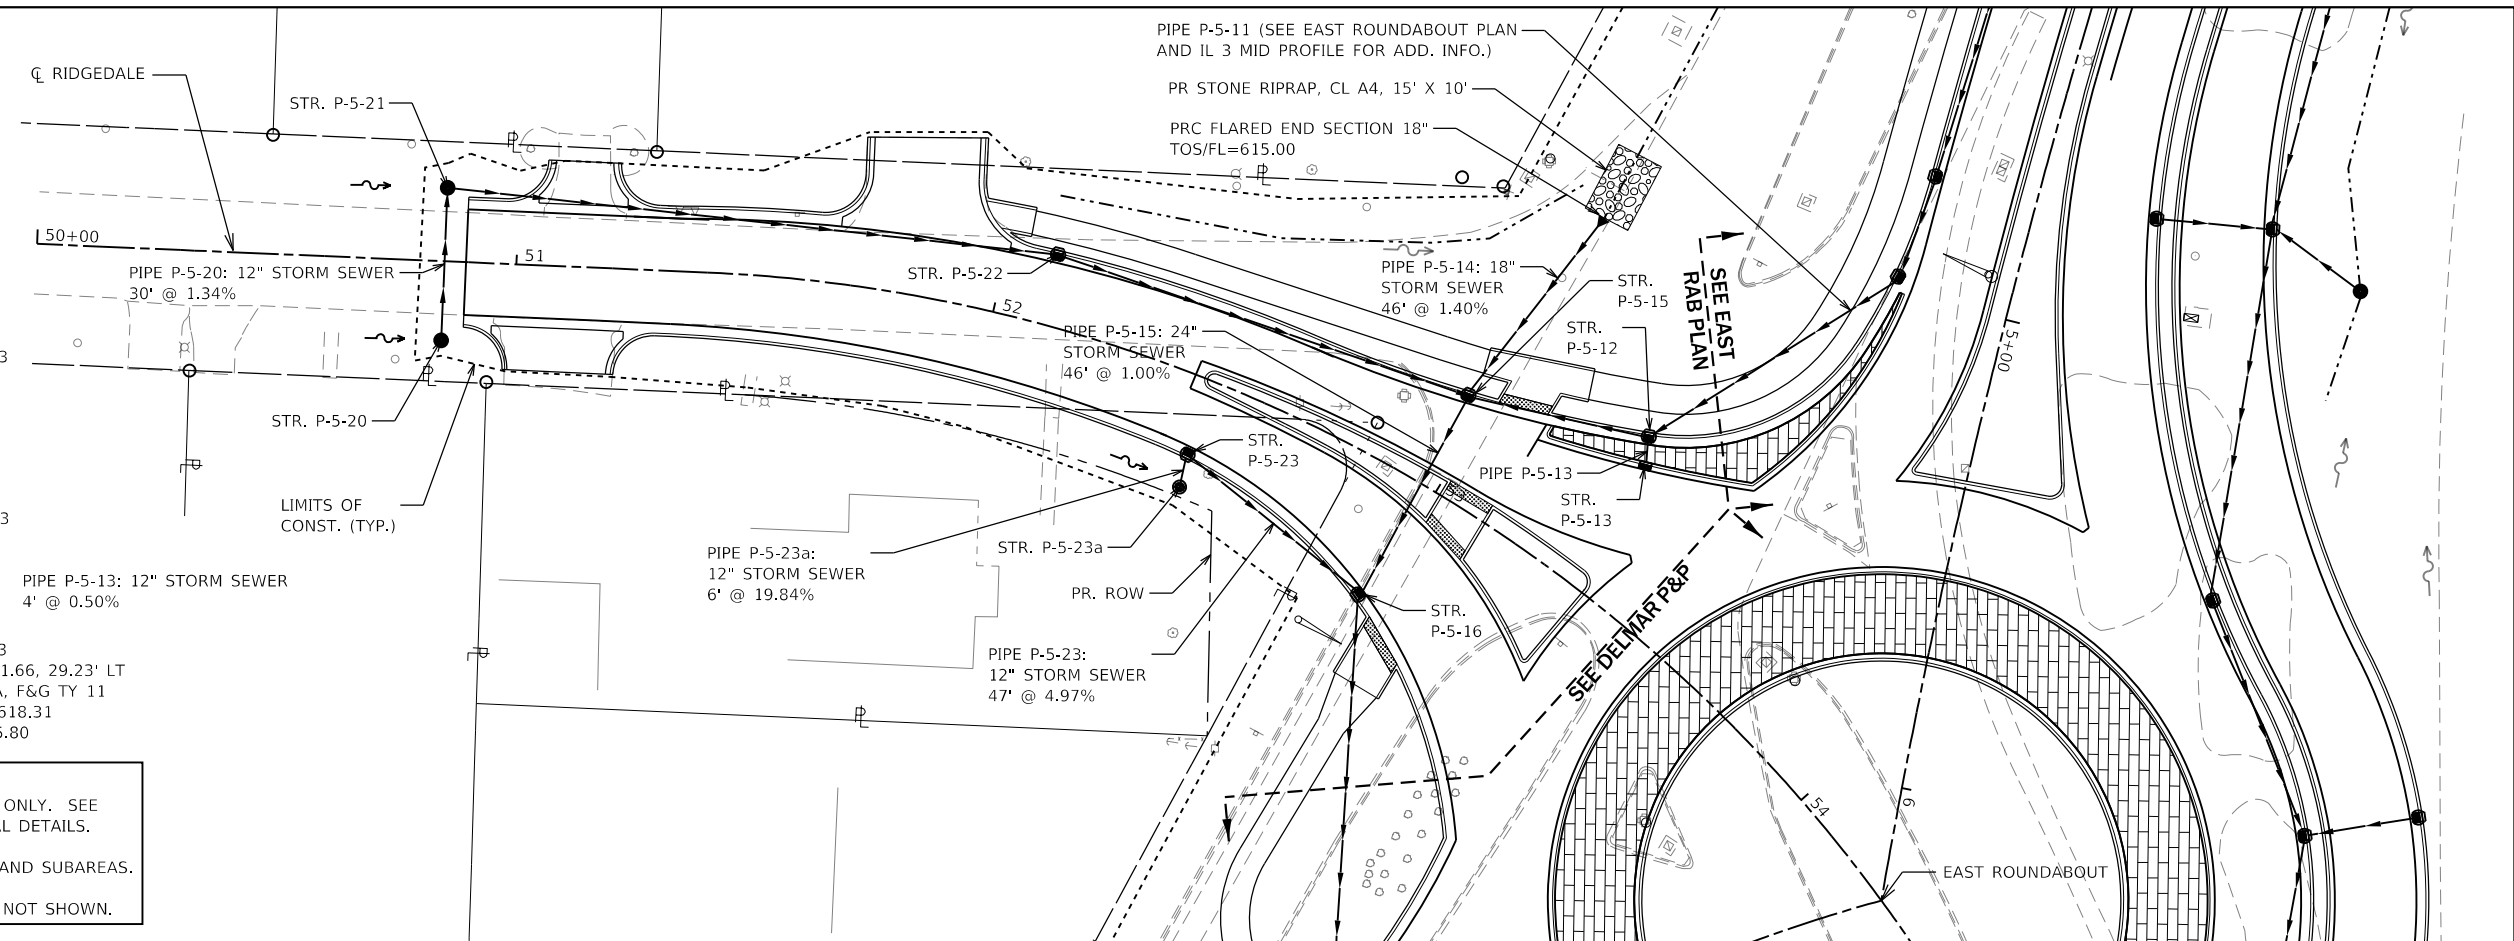 PIPE P-5-11 (SEE EAST ROUNDABOUT PLAN
AND IL 3 MID PROFILE FOR ADD. INFO.)
℄ RIDGEDALE
STR. P-5-21
PR STONE RIPRAP, CL A4, 15' X 10'
PRC FLARED END SECTION 18"
TOS/FL=615.00
50+00
51
PIPE P-5-20: 12" STORM SEWER
30' @ 1.34%
STR. P-5-22
52
PIPE P-5-14: 18"
STORM SEWER
46' @ 1.40%
STR.
P-5-15
SEE EAST
RAB PLAN
STR.
P-5-12
PIPE P-5-15: 24"
STORM SEWER
46' @ 1.00%
5+00
3
STR. P-5-20
STR.
P-5-23
PIPE P-5-13
STR.
P-5-13
53
LIMITS OF
CONST. (TYP.)
3
PIPE P-5-23a:
12" STORM SEWER
6' @ 19.84%
STR. P-5-23a
PIPE P-5-13: 12" STORM SEWER
4' @ 0.50%
PR. ROW
STR.
P-5-16
SEE DELMAR P&P
3
1.66, 29.23' LT
A, F&G TY 11
618.31
5.80
PIPE P-5-23:
12" STORM SEWER
47' @ 4.97%
54
6
ONLY. SEE
AL DETAILS.
AND SUBAREAS.
NOT SHOWN.
EAST ROUNDABOUT